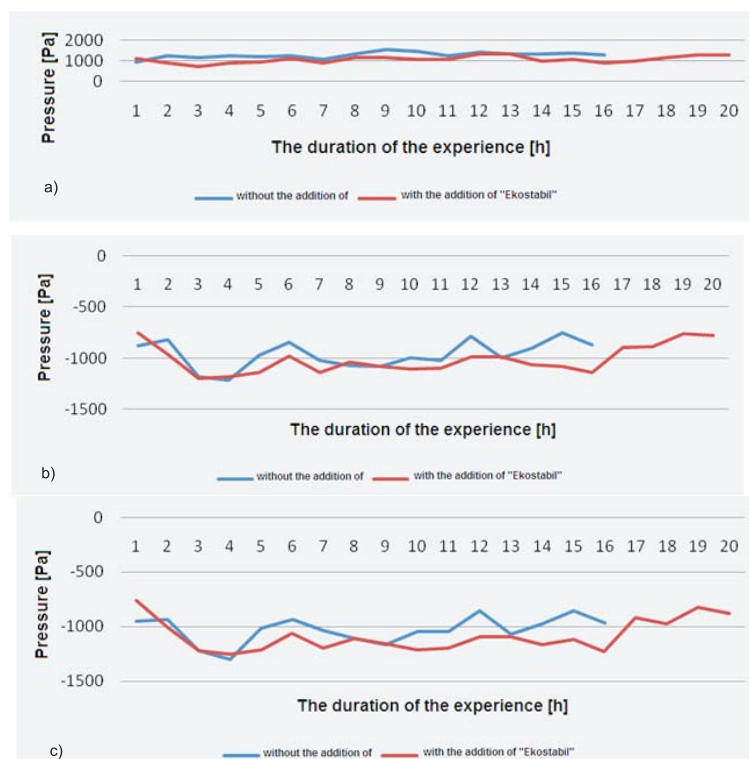 Pressure [Pa]
2000
1000
0
1 2 3 4 5 6 7 8 9 10 11 12 13 14 15 16 17 18 19 20
The duration of the experience [h]
a)
without the addition of with the addition of "Ekostabil"
Pressure [Pa]
0
1 2 3 4 5 6 7 8 9 10 11 12 13 14 15 16 17 18 19 20
-500
-1000
-1500
The duration of the experience [h]
b)
without the addition of with the addition of "Ekostabil"
Pressure [Pa]
0
1 2 3 4 5 6 7 8 9 10 11 12 13 14 15 16 17 18 19 20
-500
-1000
-1500
The duration of the experience [h]
c)
without the addition of with the addition of "Ekostabil"